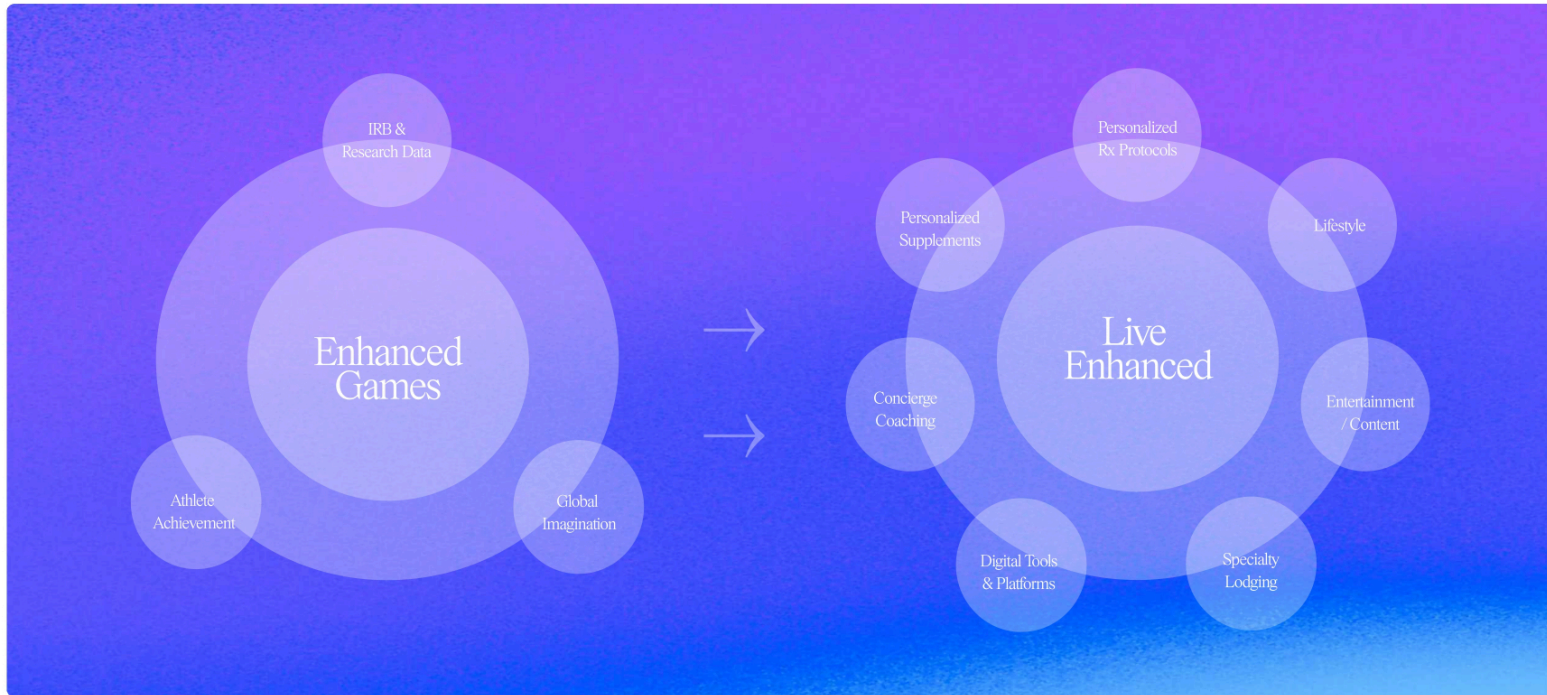 IRB &
Research Data
Enhanced
Games
Athlete
Achievement
Global
Imagination
Personalized
Rx Protocols
Personalized
Supplements
Lifestyle
Live
Enhanced
Concierge
Coaching
Entertainment
/ Content
Digital Tools
& Platforms
Specialty
Lodging